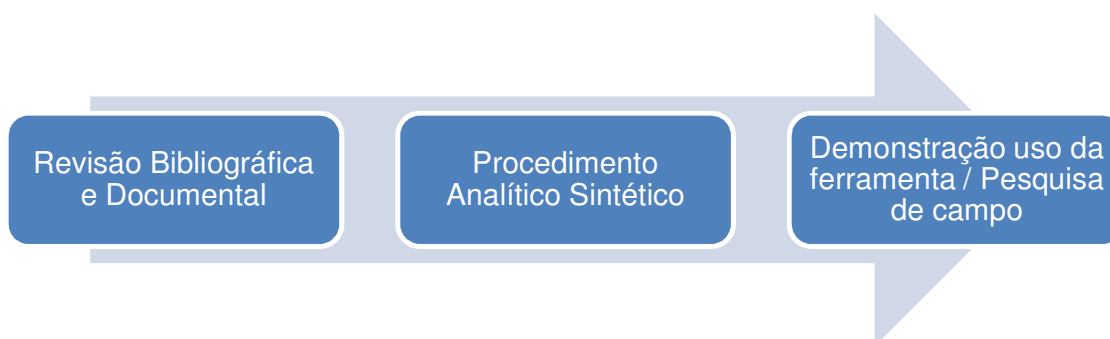 Revisão Bibliográfica
e Documental
Procedimento
Analítico Sintético
Demonstração uso da
ferramenta / Pesquisa
de campo